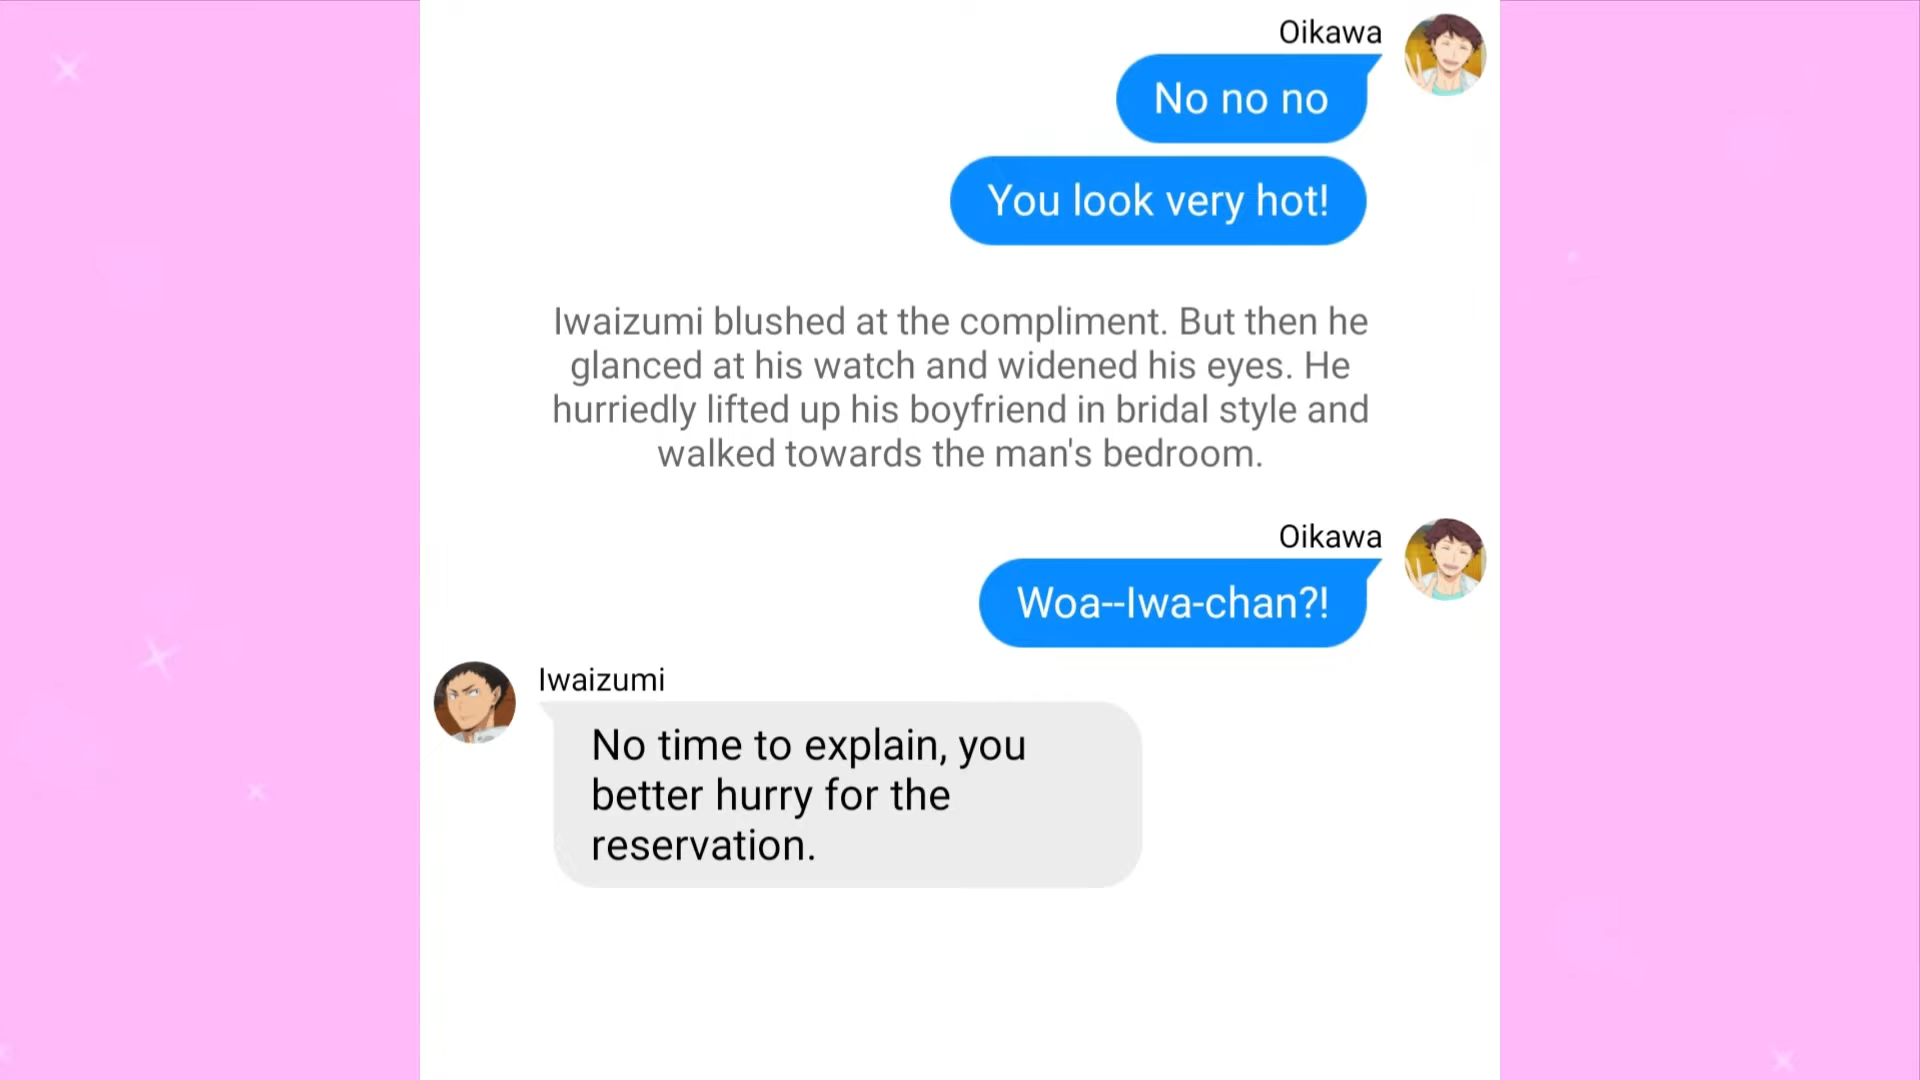 Oikawa
No no no
You look very hot!
Iwaizumi blushed at the compliment. But then he
glanced at his watch and widened his eyes. He
hurriedly lifted up his boyfriend in bridal style and
walked towards the man's bedroom.
Oikawa
Woa--Iwa-chan?!
Iwaizumi
No time to explain, you
better hurry for the
reservation.